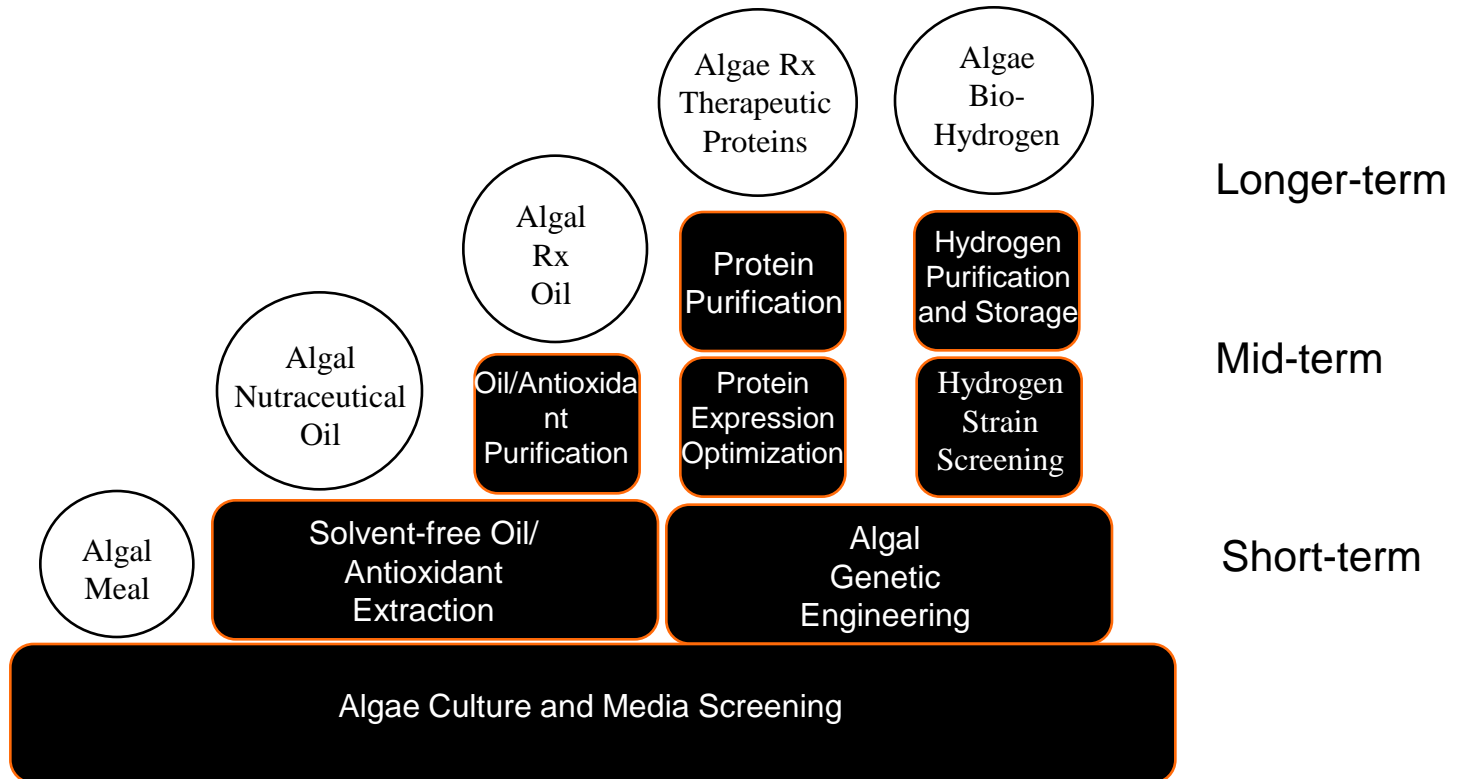 Algae Rx
Therapeutic
Proteins
Algae
Bio-
Hydrogen
Longer-term
Algal
Rx
Oil
Protein
Purification
Hydrogen
Purification
and Storage
Mid-term
Algal
Nutraceutical
Oil
Oil/Antioxida
nt
Purification
Protein
Expression
Optimization
Hydrogen
Strain
Screening
Short-term
Algal
Meal
Solvent-free Oil/
Antioxidant
Extraction
Algal
Genetic
Engineering
Algae Culture and Media Screening